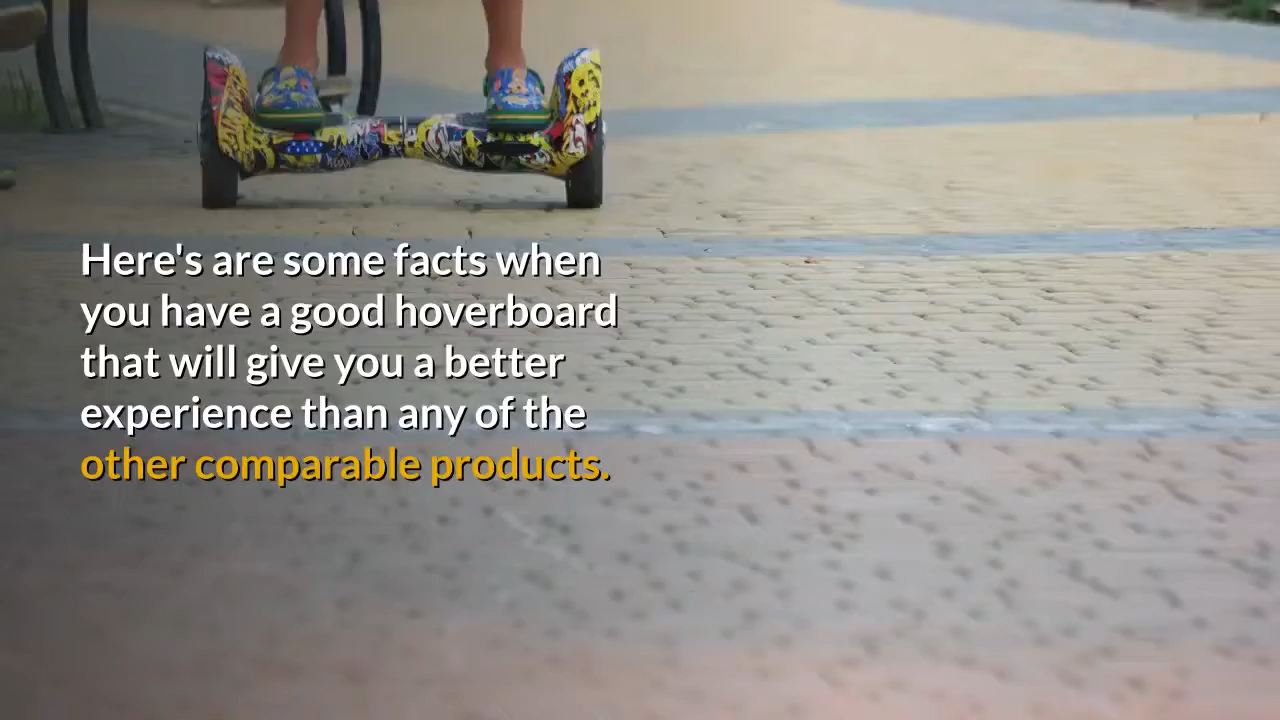 Here's are some facts when
you have a good hoverboard
that will give you a better
experience than any of the
other comparable products.